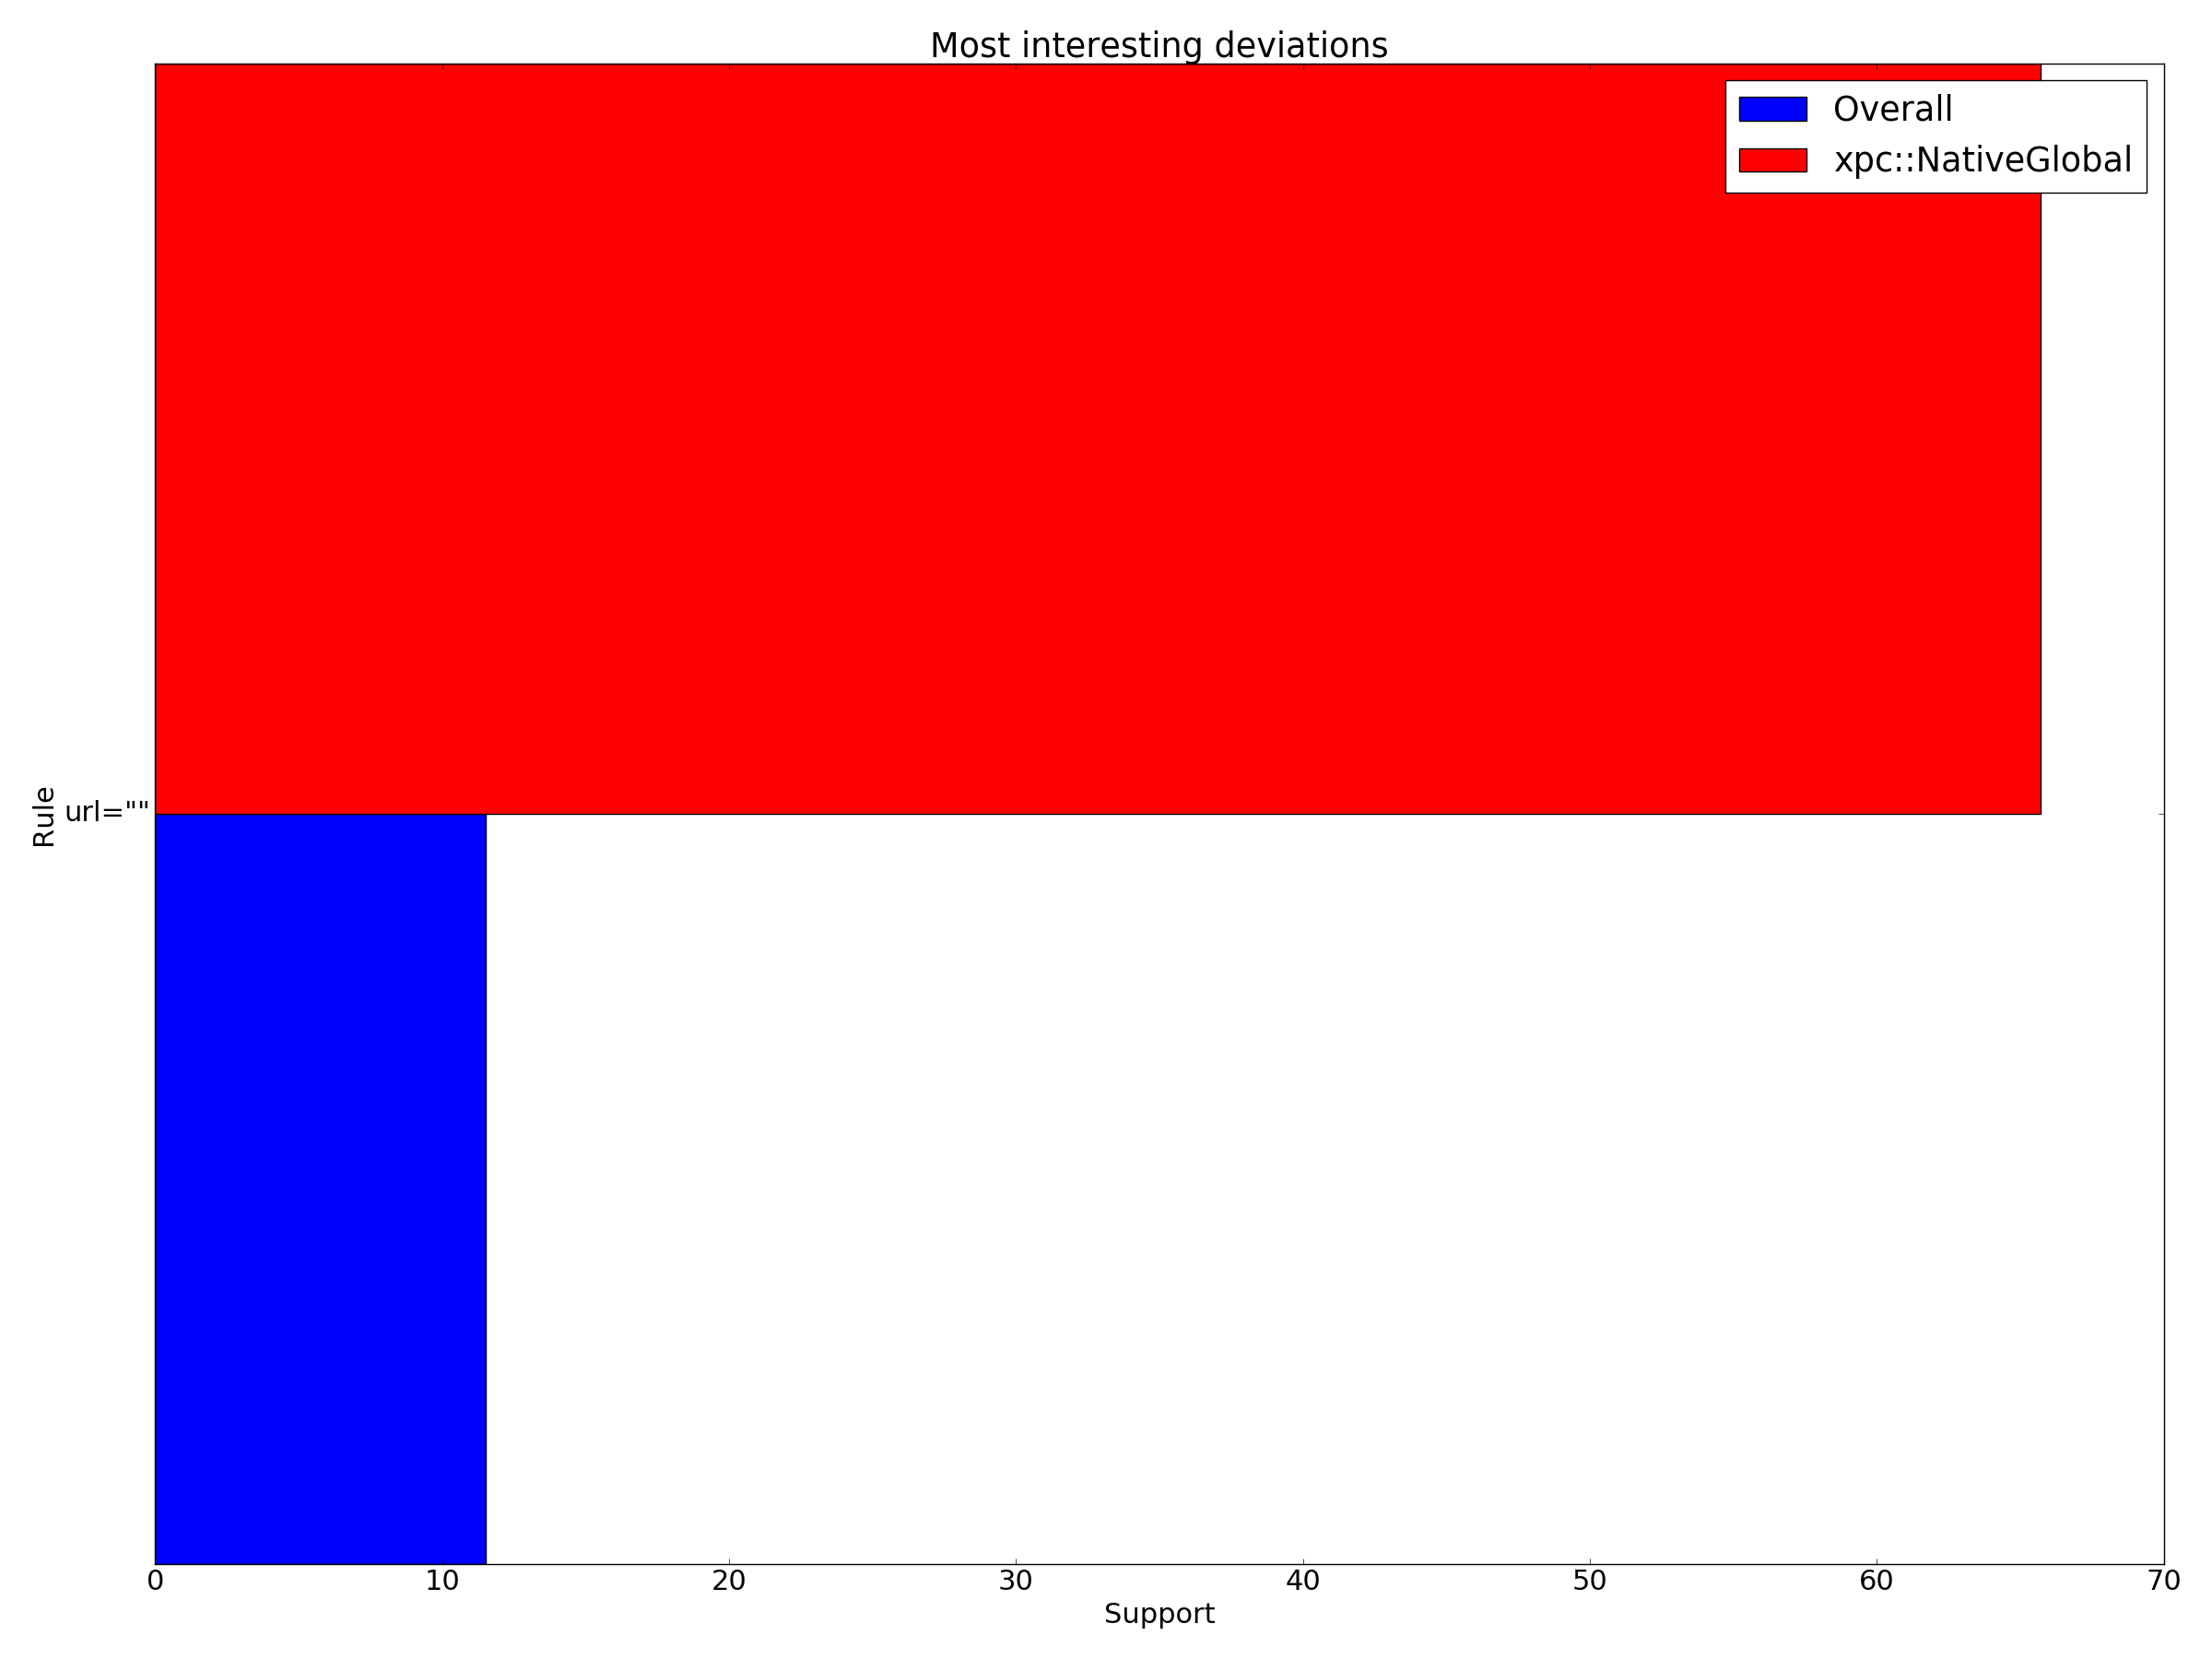 Most interesting deviations
Overall
xpc::NativeGlobal
Rule
url=""
0 10 20 30 40 50 60 70
Support